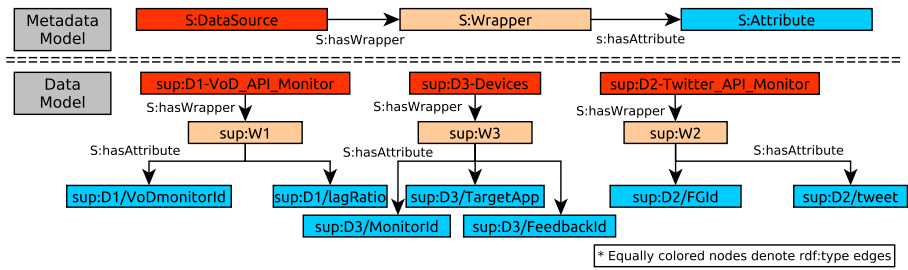 Metadata
Model
S:DataSource
S:hasWrapper
S:Wrapper
S:hasAttribute
S:Attribute
Data
Model
sup:D1-VoD_API_Monitor
sup:D3-Devices
sup:D2-Twitter_API_Monitor
S:hasWrapper
S:hasWrapper
S:hasWrapper
sup:W1
sup:W3
sup:W2
S:hasAttribute
S:hasAttribute
S:hasAttribute
sup:D1/VoDmonitorId
sup:D1/lagRatio
sup:D3/TargetApp
sup:D2/FGId
sup:D2/tweet
sup:D3/MonitorId
sup:D3/FeedbackId
* Equally colored nodes denote rdf:type edges